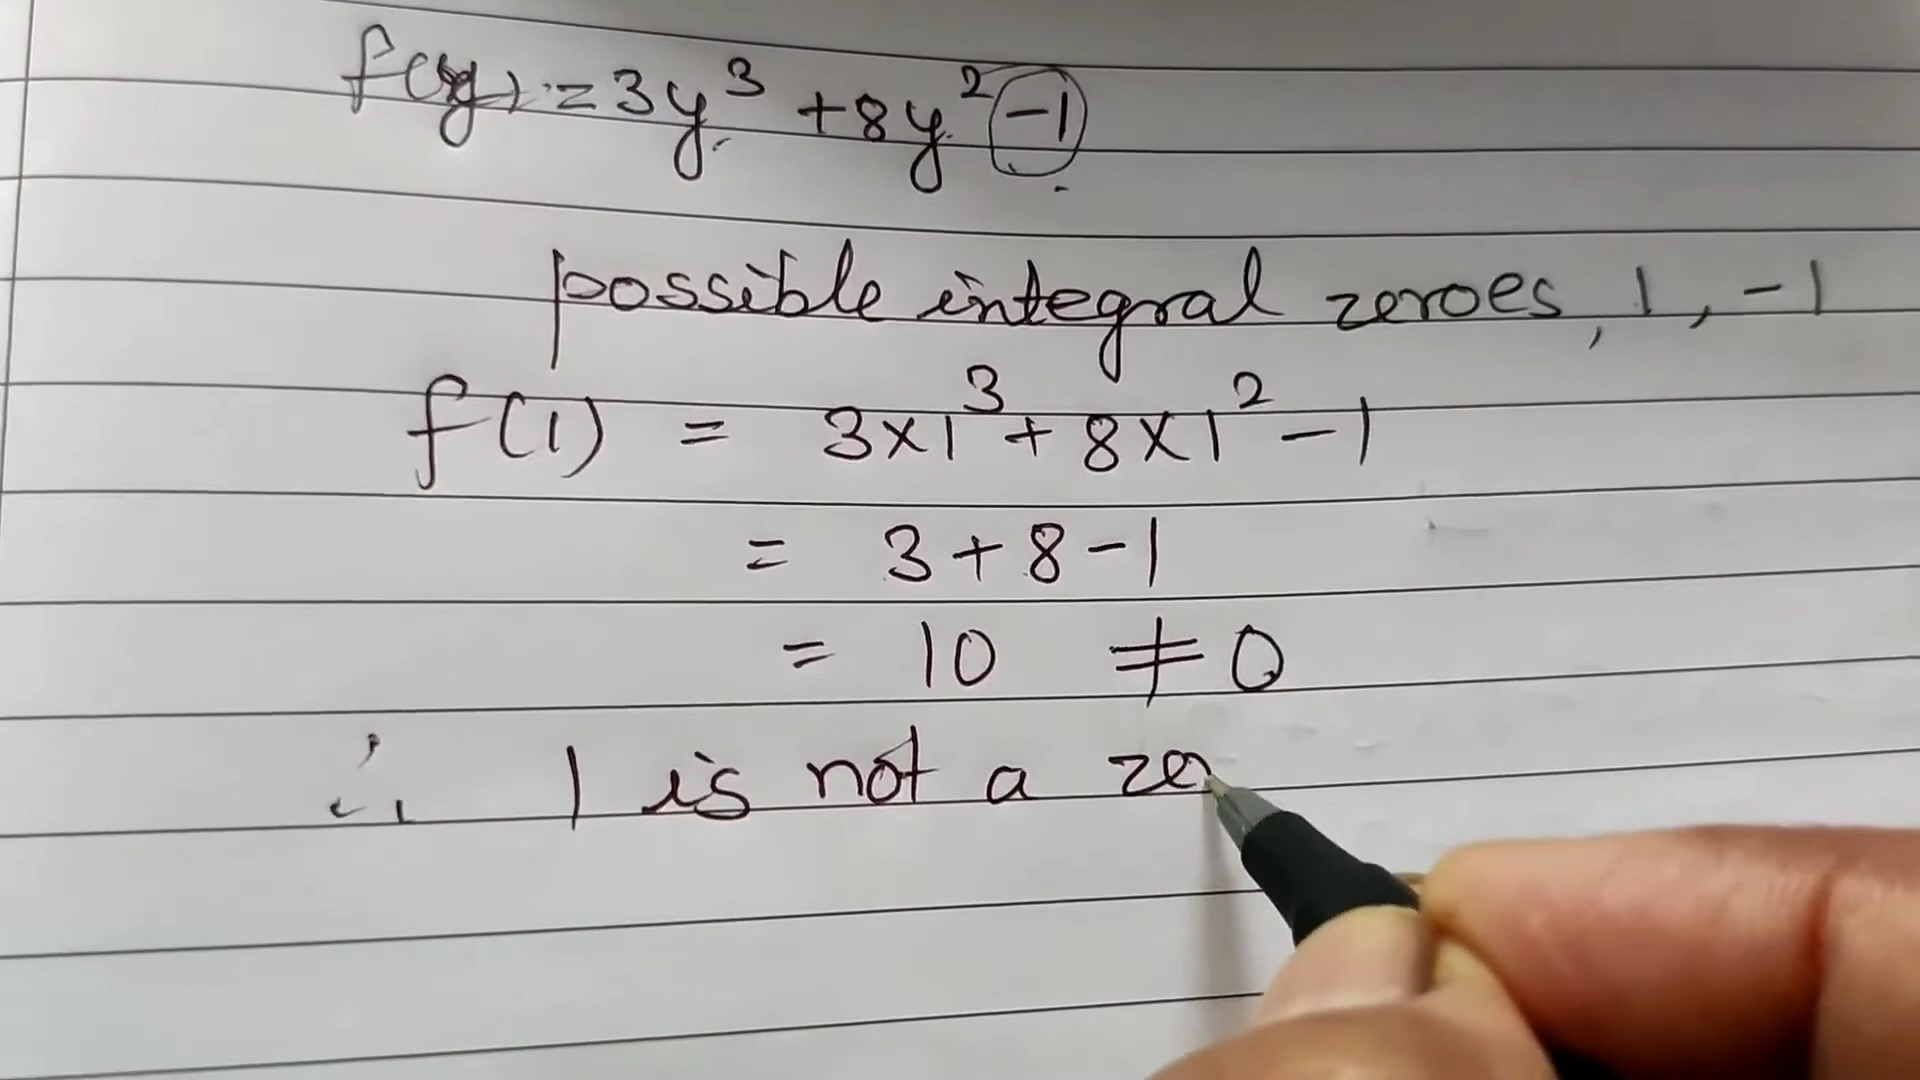 f(y) = 3y³ + 8y² - 1
possible integral zeroes, 1, -1
f(1) = 3×1³ + 8×1² - 1
= 3 + 8 - 1
= 10 ≠ 0
∴ 1 is not a ze